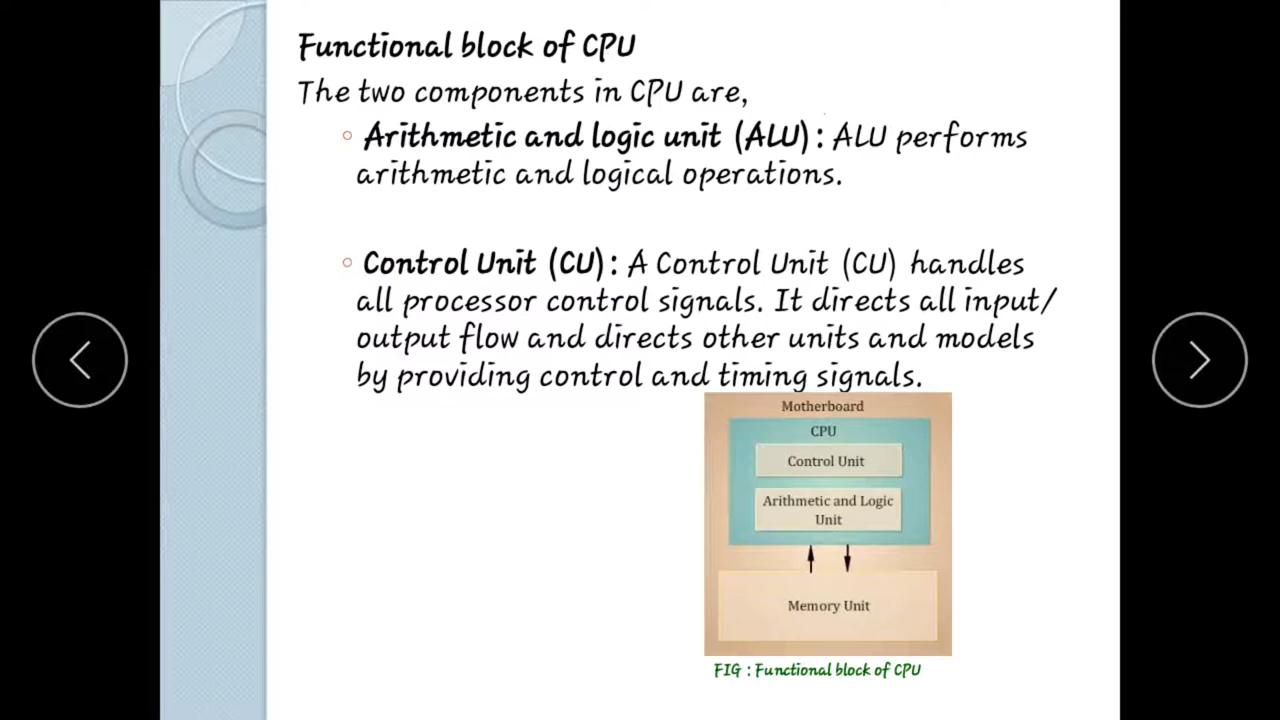 Functional block of CPU
The two components in CPU are,
Arithmetic and logic unit (ALU) : ALU performs
arithmetic and logical operations.
Control Unit (CU) : A Control Unit (CU) handles
all processor control signals. It directs all input/
output flow and directs other units and models
by providing control and timing signals.
Motherboard
CPU
Control Unit
Arithmetic and Logic
Unit
Memory Unit
FIG : Functional block of CPU